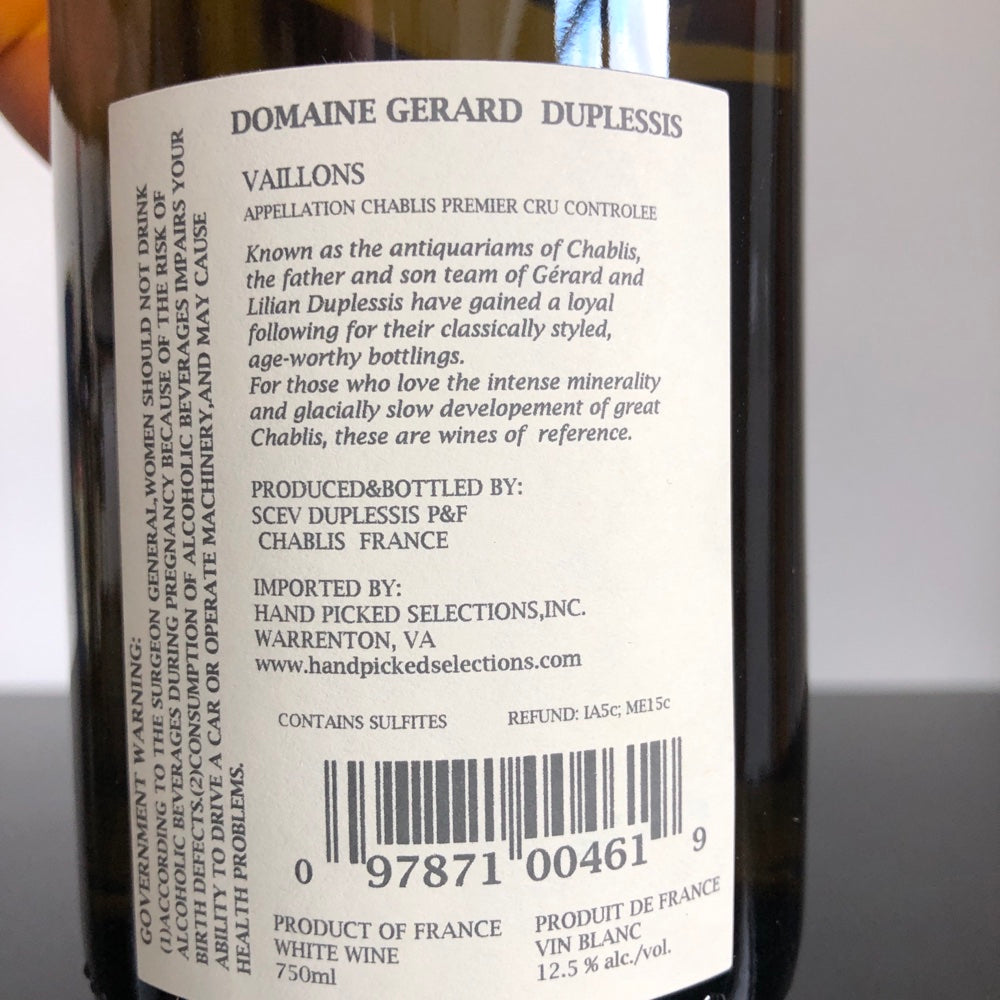 DOMAINE GERARD DUPLESSIS
VAILLONS
APPELLATION CHABLIS PREMIER CRU CONTROLEE
Known as the antiquariams of Chablis,
the father and son team of Gérard and
Lilian Duplessis have gained a loyal
following for their classically styled,
age-worthy bottlings.
For those who love the intense minerality
and glacially slow developement of great
Chablis, these are wines of reference.
PRODUCED&BOTTLED BY:
SCEV DUPLESSIS P&F
CHABLIS FRANCE
IMPORTED BY:
HAND PICKED SELECTIONS,INC.
WARRENTON, VA
www.handpickedselections.com
CONTAINS SULFITES REFUND: IA5c; ME15c
0 97871 00461 9
PRODUCT OF FRANCE
WHITE WINE
750ml
PRODUIT DE FRANCE
VIN BLANC
12.5 % alc./vol.
GOVERNMENT WARNING:
(1)ACCORDING TO THE SURGEON GENERAL,WOMEN SHOULD NOT DRINK
ALCOHOLIC BEVERAGES DURING PREGNANCY BECAUSE OF THE RISK OF
BIRTH DEFECTS.(2)CONSUMPTION OF ALCOHOLIC BEVERAGES IMPAIRS YOUR
ABILITY TO DRIVE A CAR OR OPERATE MACHINERY,AND MAY CAUSE
HEALTH PROBLEMS.